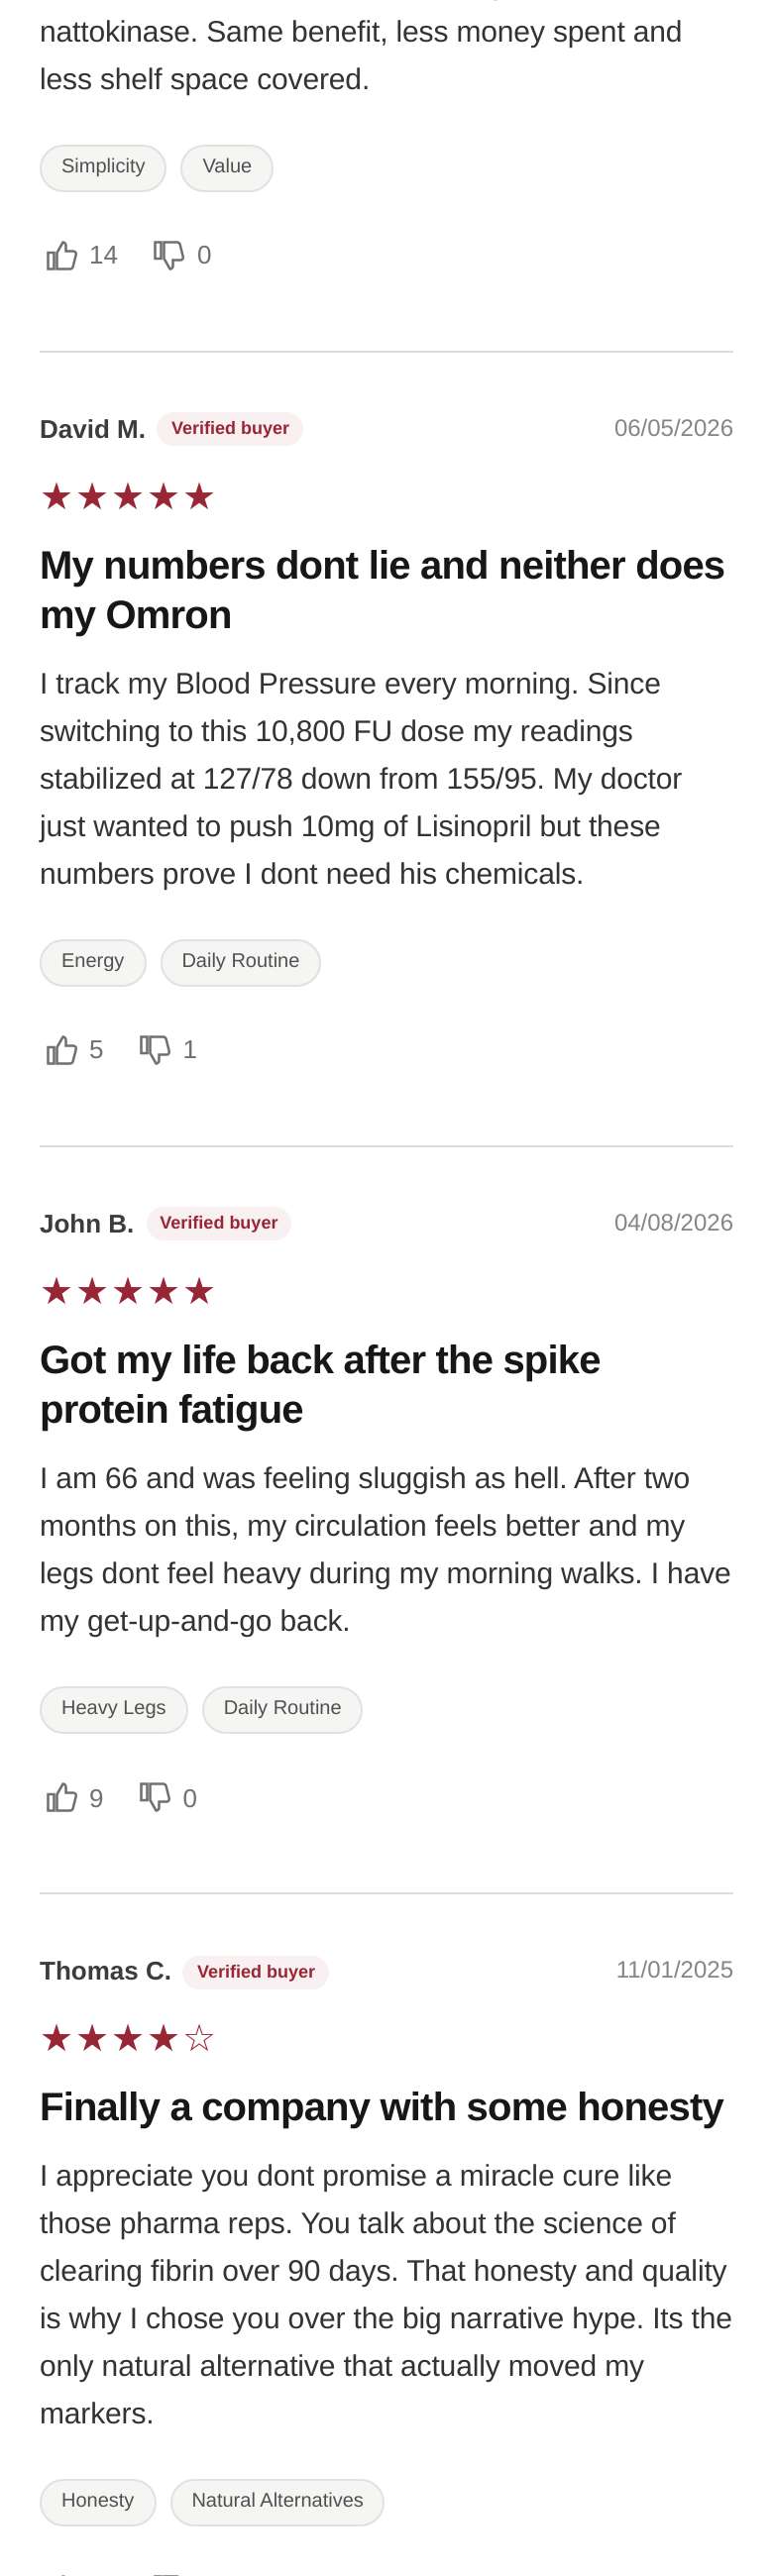 nattokinase. Same benefit, less money spent and
less shelf space covered.
Simplicity Value
14 0
David M. Verified buyer 06/05/2026
★★★★★
My numbers dont lie and neither does
my Omron
I track my Blood Pressure every morning. Since
switching to this 10,800 FU dose my readings
stabilized at 127/78 down from 155/95. My doctor
just wanted to push 10mg of Lisinopril but these
numbers prove I dont need his chemicals.
Energy Daily Routine
5 1
John B. Verified buyer 04/08/2026
★★★★★
Got my life back after the spike
protein fatigue
I am 66 and was feeling sluggish as hell. After two
months on this, my circulation feels better and my
legs dont feel heavy during my morning walks. I have
my get-up-and-go back.
Heavy Legs Daily Routine
9 0
Thomas C. Verified buyer 11/01/2025
★★★★☆
Finally a company with some honesty
I appreciate you dont promise a miracle cure like
those pharma reps. You talk about the science of
clearing fibrin over 90 days. That honesty and quality
is why I chose you over the big narrative hype. Its the
only natural alternative that actually moved my
markers.
Honesty Natural Alternatives